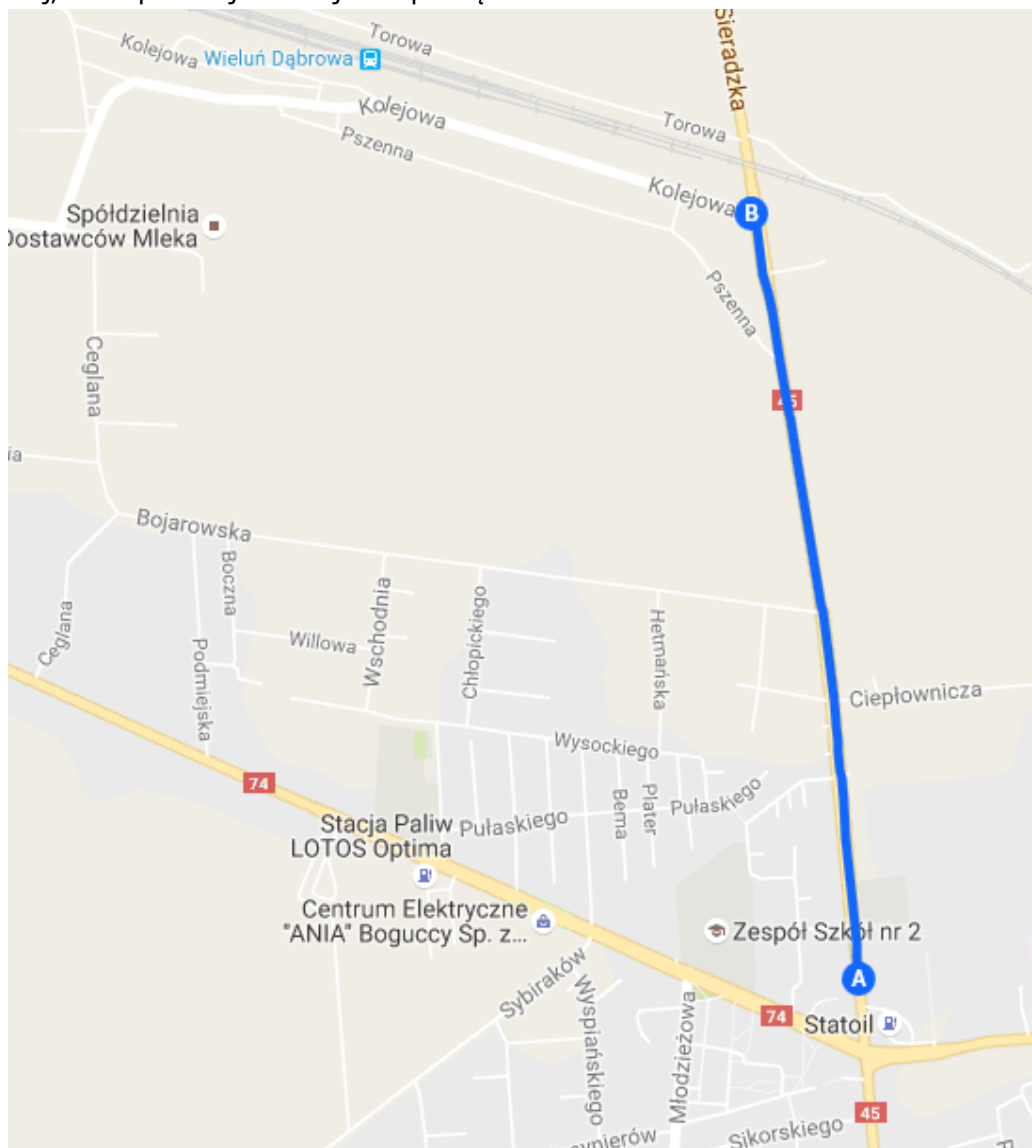 Torowa
Kolejowa
Wieluń Dąbrowa
Sieradzka
Kolejowa
Torowa
Pszenna
Kolejowa
B
Spółdzielnia
Dostawców Mleka
Pszenna
Ceglana
45
ia
Bojarowska
Boczna
Wschodnia
Chłopickiego
Hetmańska
Ceglana
Willowa
Podmiejska
Ciepłownicza
Wysockiego
74
Plater
Bema
Pułaskiego
Stacja Paliw
LOTOS Optima
Pułaskiego
Centrum Elektryczne
"ANIA" Boguccy Sp. z...
Zespół Szkół nr 2
A
Sybiraków
Wyspiańskiego
Młodzieżowa
74
Statoil
45
Sikorskiego